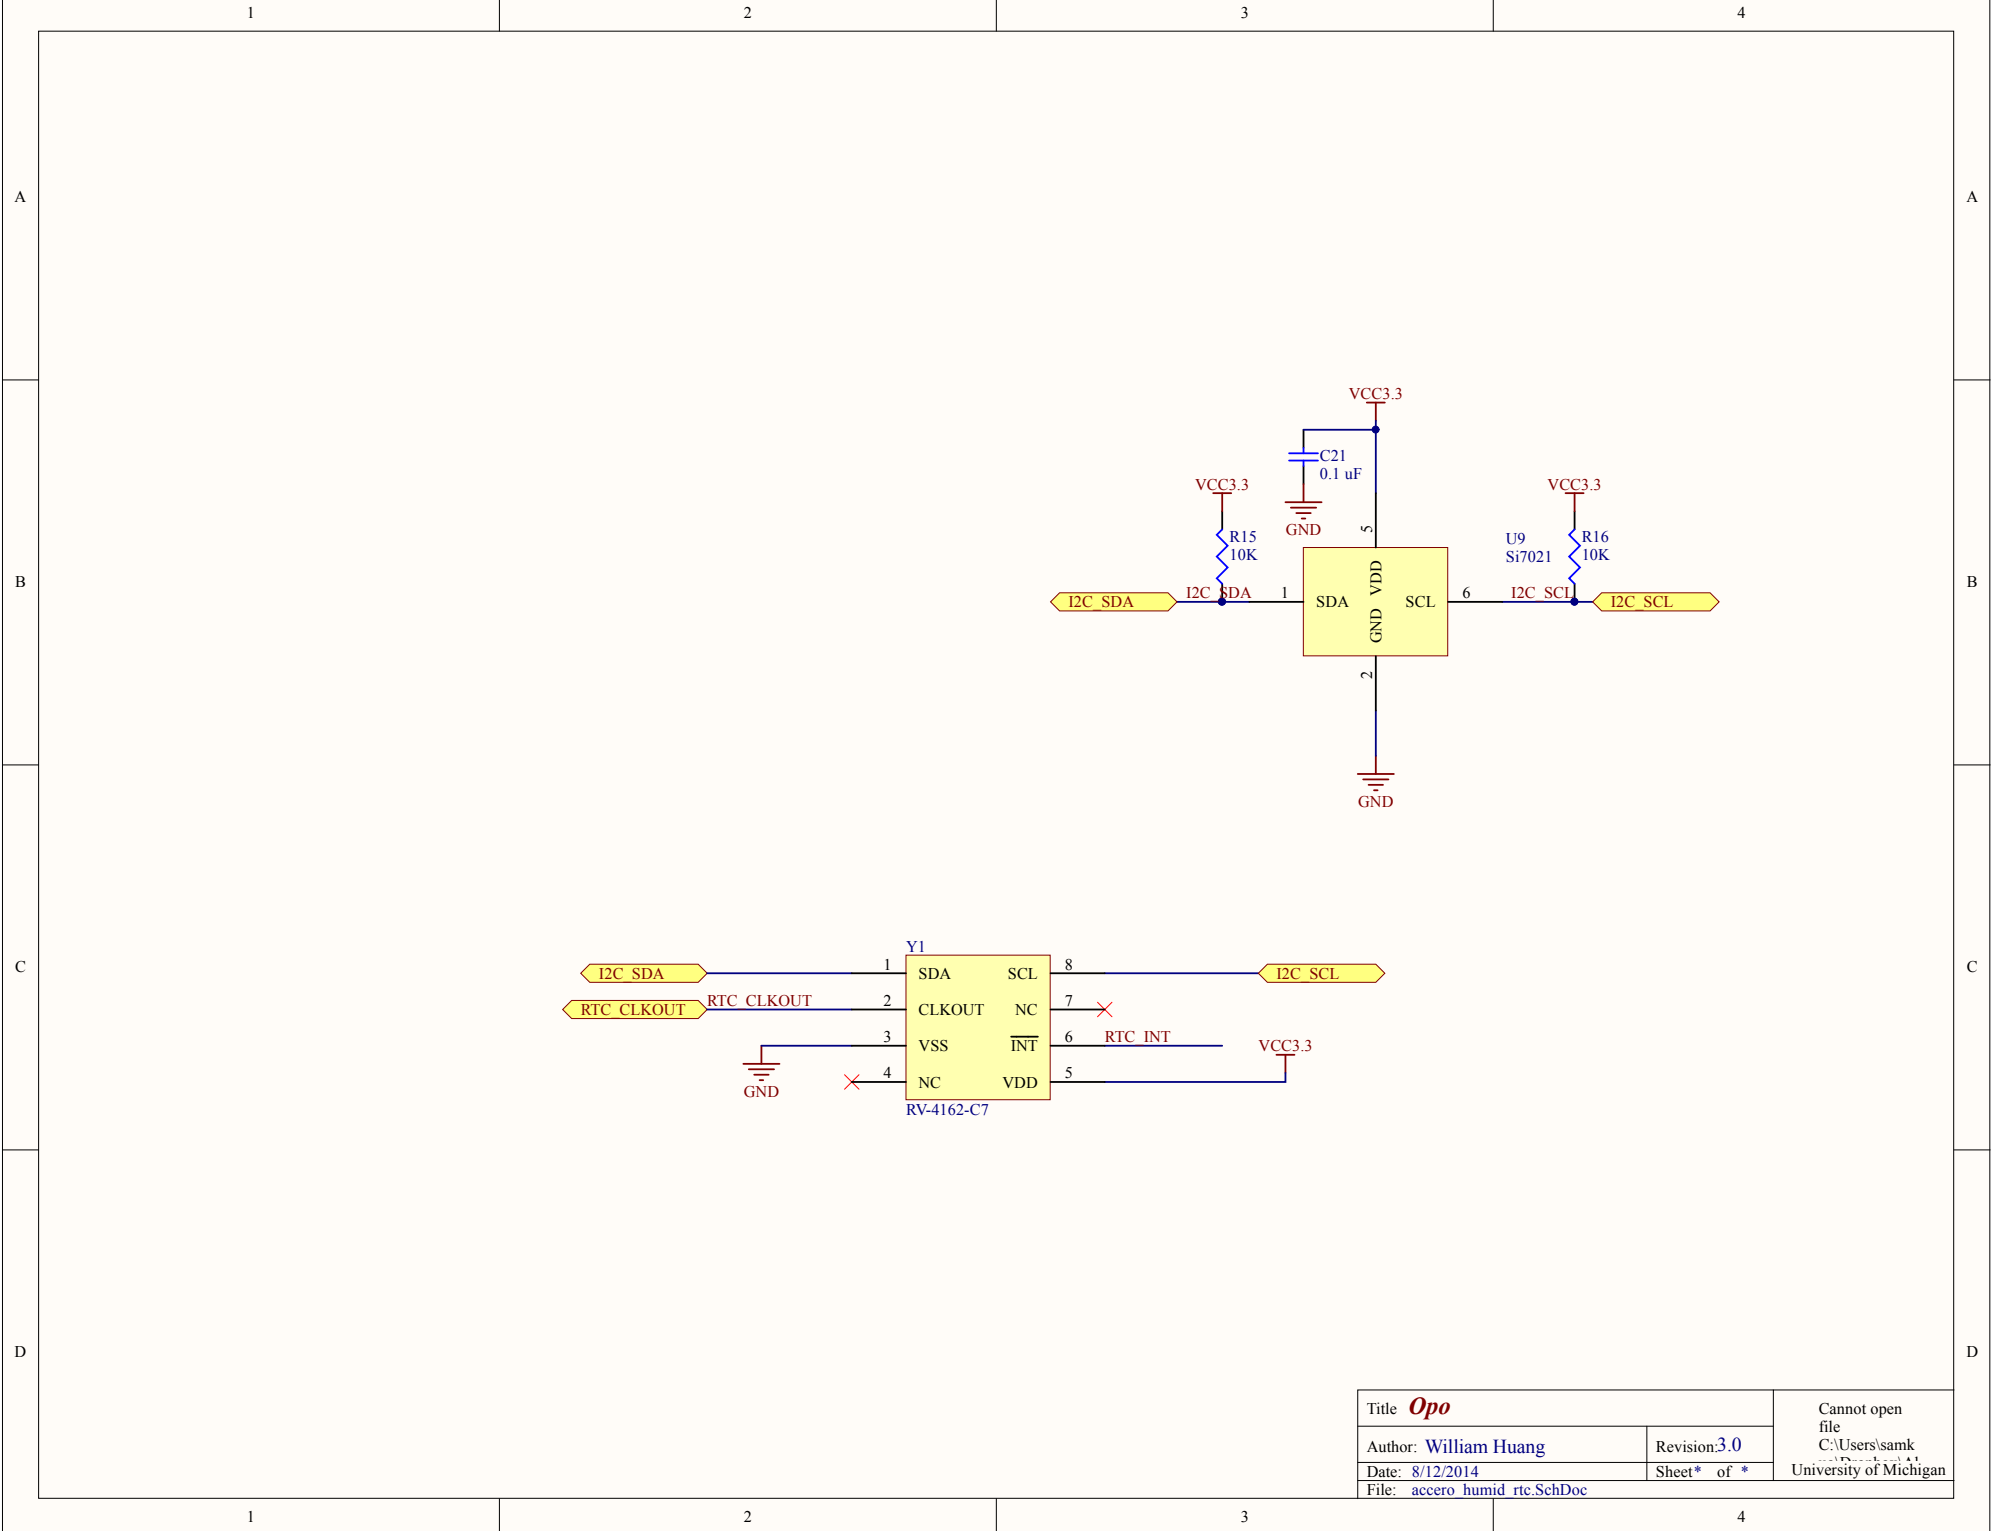 1 2 3 4
A A
VCC3.3
C21
0.1 uF
VCC3.3 VCC3.3
GND
5
R15 U9 R16
10K Si7021 10K
B B
I2C_SDA I2C_SDA 1 SDA VDD GND SCL 6 I2C_SCL I2C_SCL
2
GND
Y1
C C
I2C_SDA 1 SDA SCL 8 I2C_SCL
RTC_CLKOUT RTC_CLKOUT 2 CLKOUT NC 7
3 VSS INT 6 RTC_INT VCC3.3
GND 4 NC VDD 5
RV-4162-C7
D D
Title Opo
Cannot open
file
C:\Users\samk
Author: William Huang Revision:3.0
Date: 8/12/2014 Sheet* of * University of Michigan
File: accero_humid_rtc.SchDoc
1 2 3 4